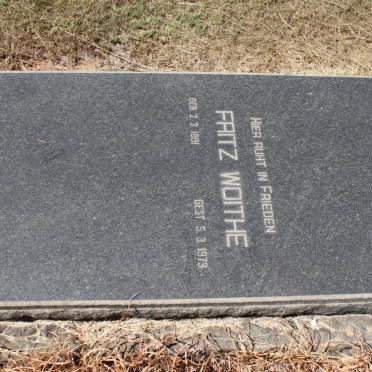 HIER RUHT IN FRIEDEN
FRITZ WOITHE
GEB 2. 2. 1891 GEST. 5. 3. 1973